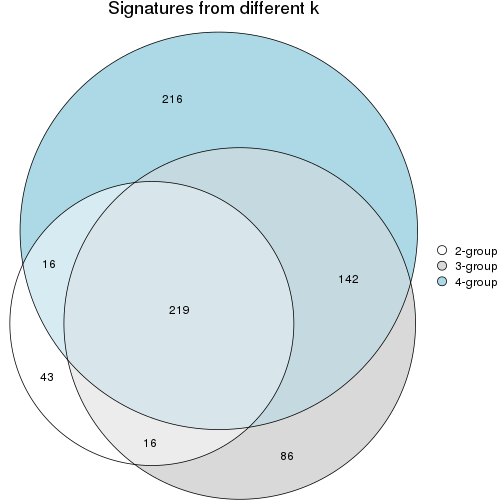 Signatures from different k
216
16
142
219
43
16
86
2-group
3-group
4-group